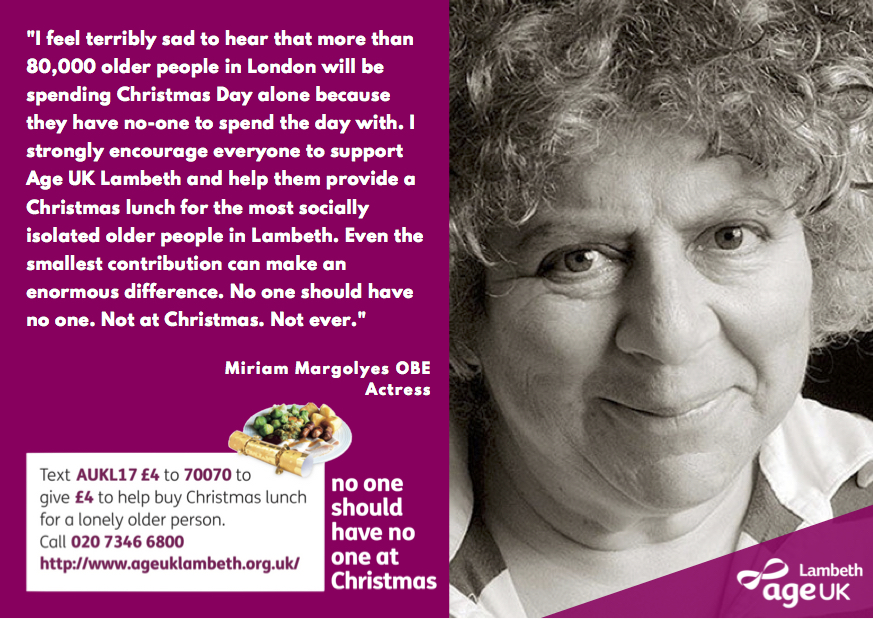 "I feel terribly sad to hear that more than
80,000 older people in London will be
spending Christmas Day alone because
they have no-one to spend the day with. I
strongly encourage everyone to support
Age UK Lambeth and help them provide a
Christmas lunch for the most socially
isolated older people in Lambeth. Even the
smallest contribution can make an
enormous difference. No one should have
no one. Not at Christmas. Not ever."
Miriam Margolyes OBE
Actress
Text AUKL17 £4 to 70070 to
give £4 to help buy Christmas lunch
for a lonely older person.
Call 020 7346 6800
http://www.ageuklambeth.org.uk/
no one
should
have no
one at
Christmas
Lambeth
age UK